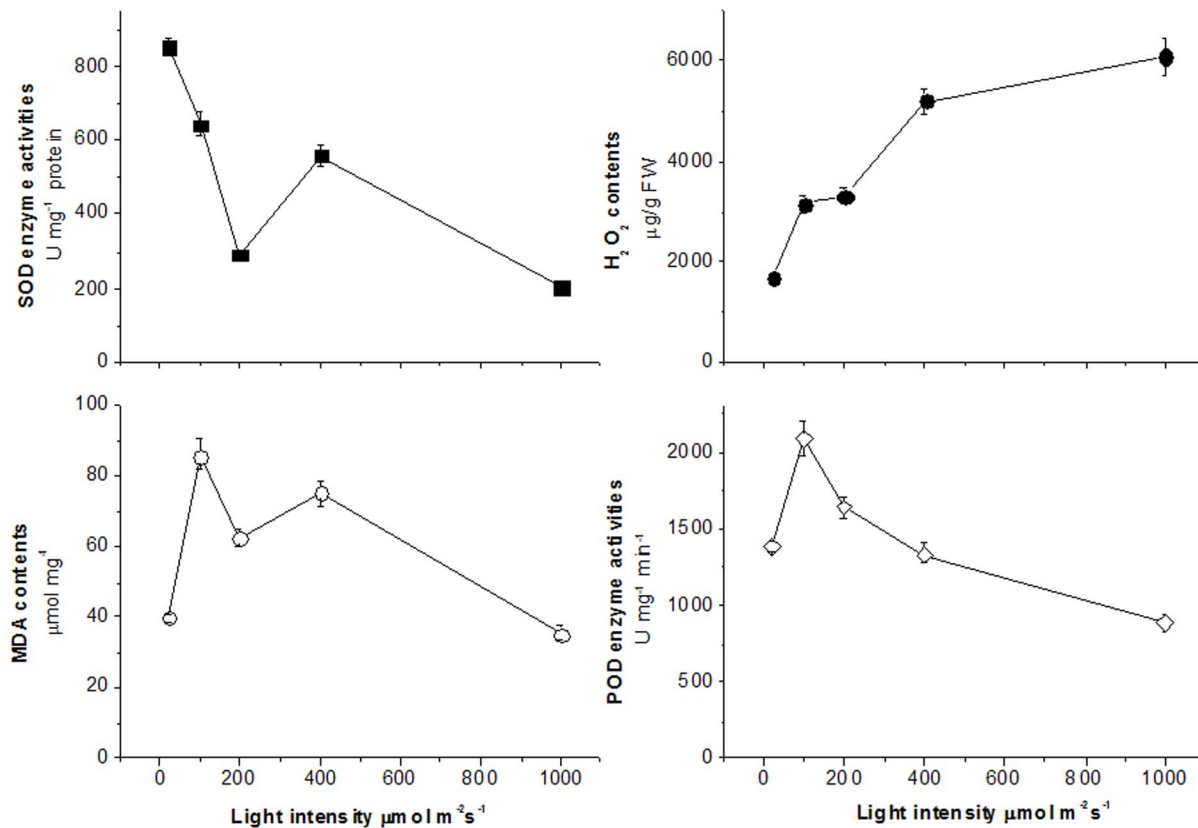 SOD enzyme activities
U mg⁻¹ protein
800
600
400
200
0
H₂O₂ contents
µg/g FW
6000
4000
2000
0
MDA contents
µmol mg⁻¹
100
80
60
40
20
0
0 200 400 600 800 1000
Light intensity µmol m⁻²s⁻¹
POD enzyme activities
U mg⁻¹ min⁻¹
2000
1500
1000
500
0
0 200 400 600 800 1000
Light intensity µmol m⁻²s⁻¹